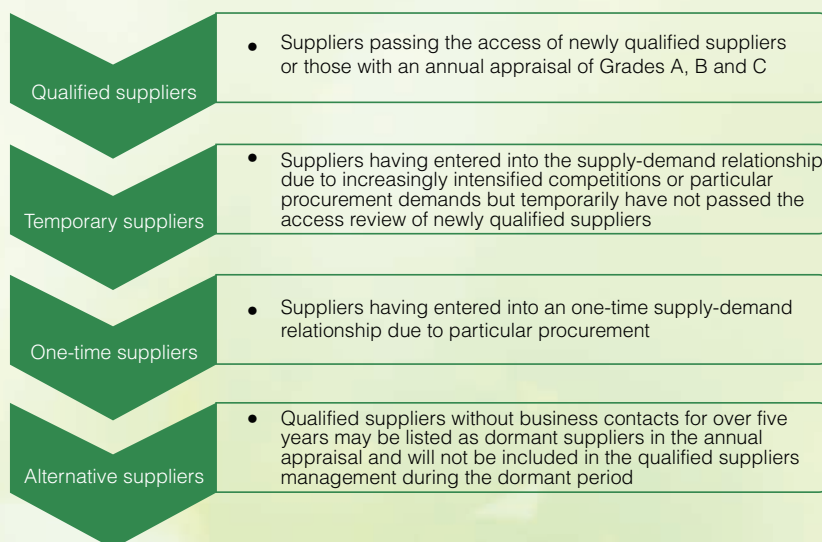 Qualified suppliers
• Suppliers passing the access of newly qualified suppliers
or those with an annual appraisal of Grades A, B and C
Temporary suppliers
• Suppliers having entered into the supply-demand relationship
due to increasingly intensified competitions or particular
procurement demands but temporarily have not passed the
access review of newly qualified suppliers
One-time suppliers
• Suppliers having entered into an one-time supply-demand
relationship due to particular procurement
Alternative suppliers
• Qualified suppliers without business contacts for over five
years may be listed as dormant suppliers in the annual
appraisal and will not be included in the qualified suppliers
management during the dormant period